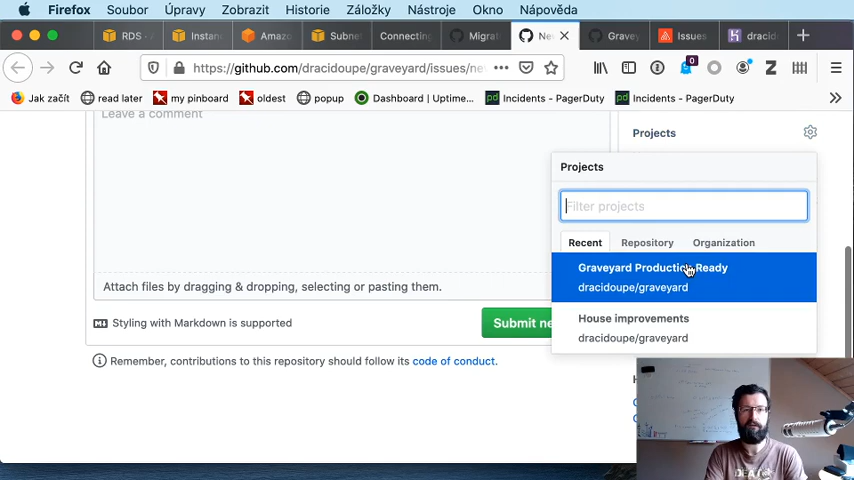 Firefox Soubor Úpravy Zobrazit Historie Záložky Nástroje Okno Nápověda
RDS · A Instanc Amazo Subnet Connecting Migrat Ne Gravey Issues dracid
https://github.com/dracidoupe/graveyard/issues/ne
0
Jak začít read later my pinboard oldest popup Dashboard | Uptime... Incidents - PagerDuty Incidents - PagerDuty
Leave a comment
Projects
Projects
Filter projects
Recent Repository Organization
Graveyard Production Ready
dracidoupe/graveyard
House improvements
dracidoupe/graveyard
Attach files by dragging & dropping, selecting or pasting them.
Styling with Markdown is supported
Submit ne
Remember, contributions to this repository should follow its code of conduct.